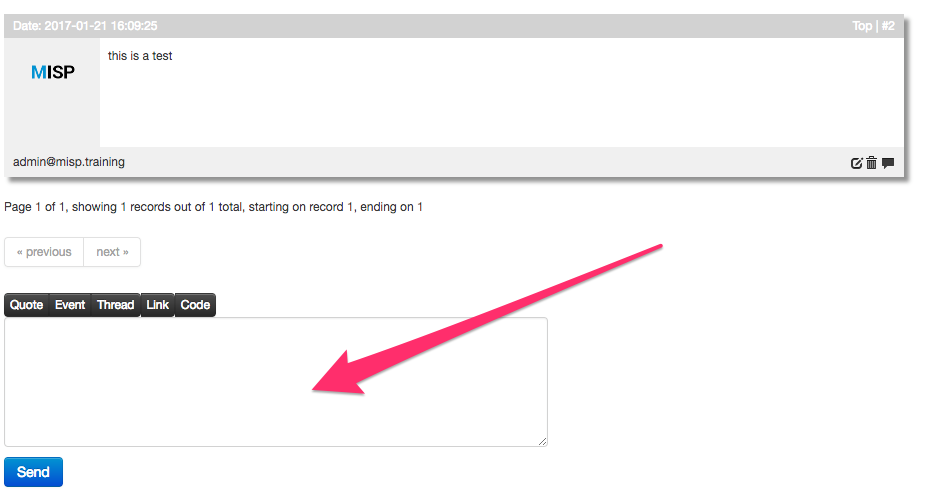 Date: 2017-01-21 16:09:25 Top | #2
MISP
this is a test
admin@misp.training
Page 1 of 1, showing 1 records out of 1 total, starting on record 1, ending on 1
« previous next »
Quote Event Thread Link Code
Send